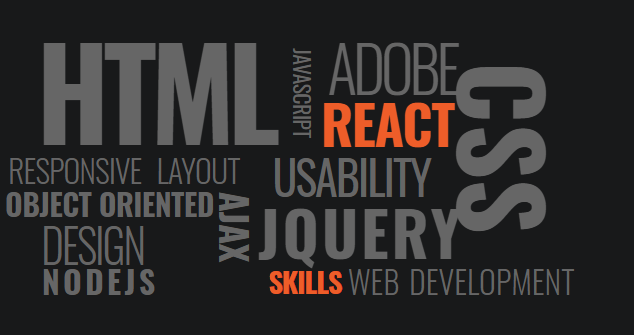 HTML
JAVASCRIPT
ADOBE
REACT
CSS
RESPONSIVE LAYOUT
USABILITY
OBJECT ORIENTED
AJAX
JQUERY
DESIGN
NODEJS
SKILLS WEB DEVELOPMENT